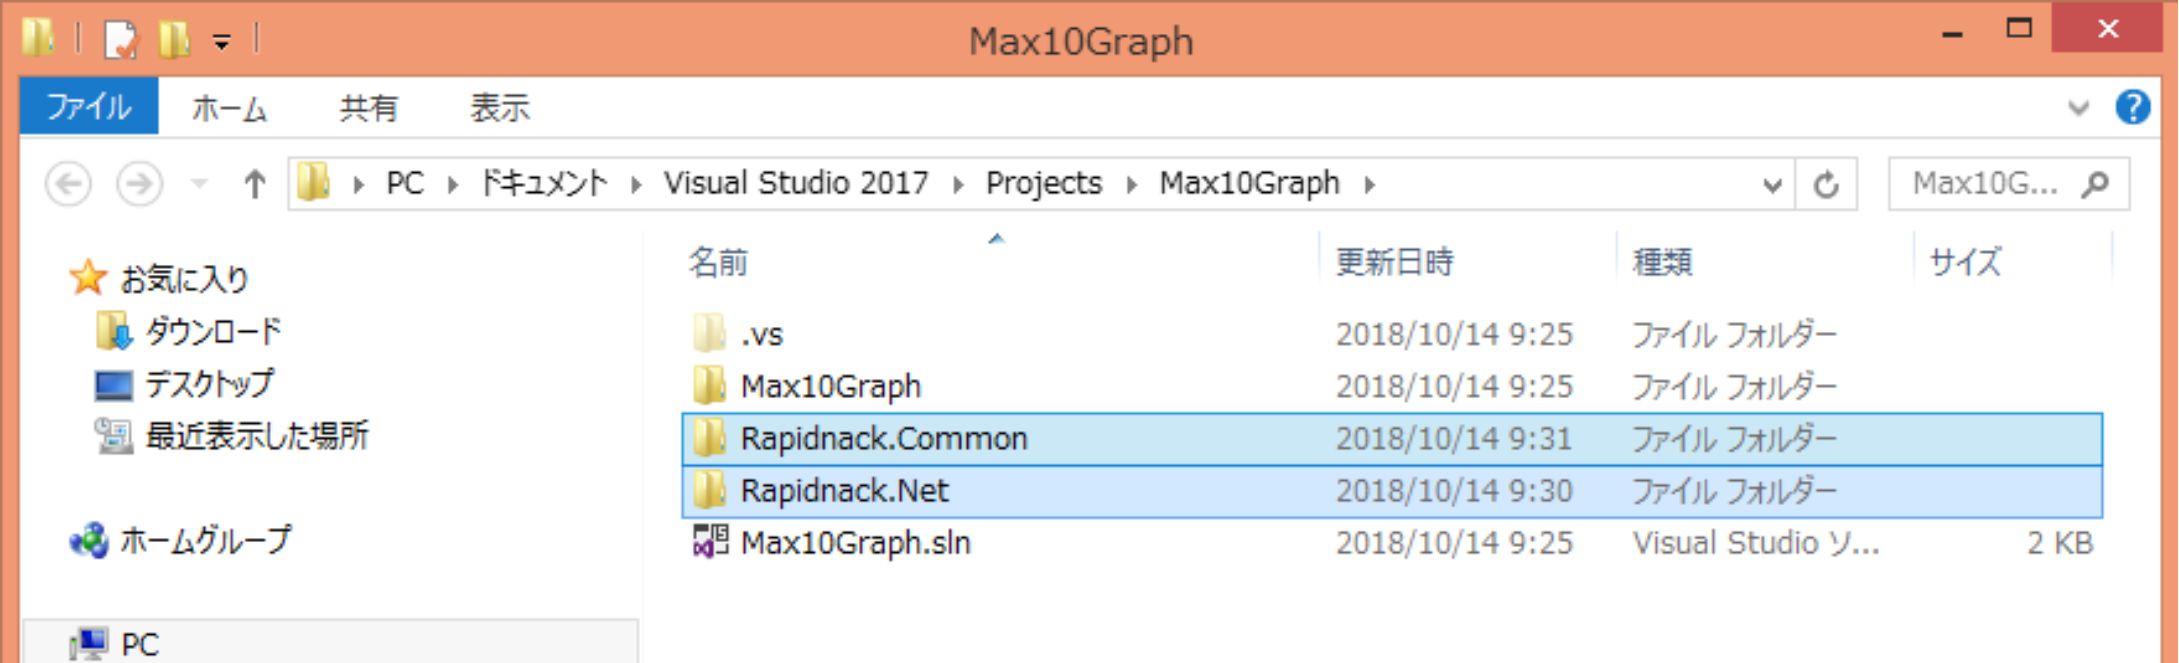 Max10Graph
ファイル ホーム 共有 表示
PC ドキュメント Visual Studio 2017 Projects Max10Graph Max10G...
名前 更新日時 種類 サイズ
お気に入り
ダウンロード
デスクトップ
最近表示した場所
ホームグループ
PC
.vs 2018/10/14 9:25 ファイル フォルダー
Max10Graph 2018/10/14 9:25 ファイル フォルダー
Rapidnack.Common 2018/10/14 9:31 ファイル フォルダー
Rapidnack.Net 2018/10/14 9:30 ファイル フォルダー
Max10Graph.sln 2018/10/14 9:25 Visual Studio ソ... 2 KB